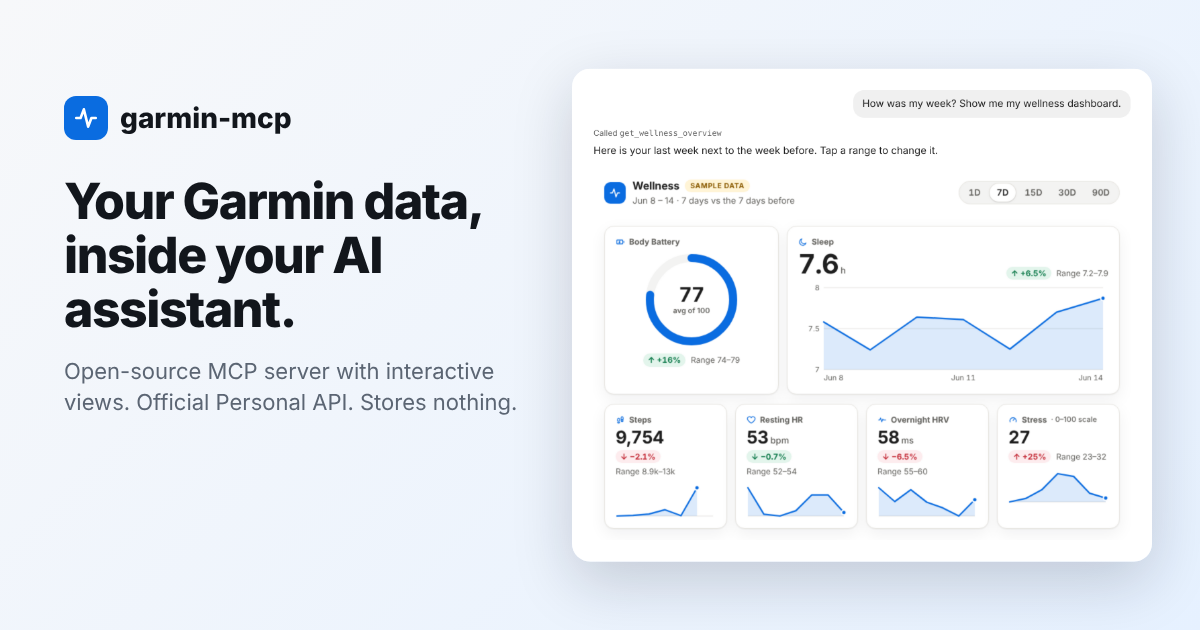 garmin-mcp
Your Garmin data,
inside your AI
assistant.
Open-source MCP server with interactive
views. Official Personal API. Stores nothing.
How was my week? Show me my wellness dashboard.
Called get_wellness_overview
Here is your last week next to the week before. Tap a range to change it.
Wellness SAMPLE DATA
Jun 8 – 14 · 7 days vs the 7 days before
1D 7D 15D 30D 90D
Body Battery
77
avg of 100
↑ +16% Range 74–79
Sleep
7.6 h
↑ +6.5% Range 7.2–7.9
8
7.5
7
Jun 8 Jun 11 Jun 14
Steps
9,754
↓ −2.1%
Range 8.9k–13k
Resting HR
53 bpm
↓ −0.7%
Range 52–54
Overnight HRV
58 ms
↓ −6.5%
Range 55–60
Stress · 0–100 scale
27
↑ +25% Range 23–32